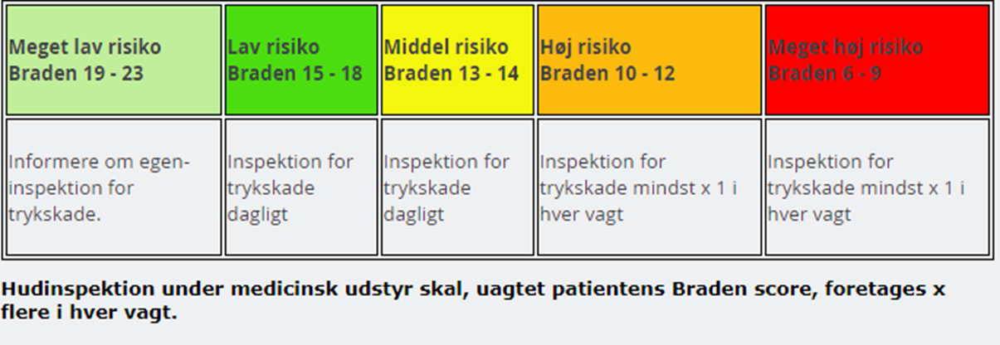 Meget lav risiko
Braden 19 - 23
Lav risiko
Braden 15 - 18
Middel risiko
Braden 13 - 14
Høj risiko
Braden 10 - 12
Meget høj risiko
Braden 6 - 9
Informere om egen-
inspektion for
trykskade.
Inspektion for
trykskade
dagligt
Inspektion for
trykskade
dagligt
Inspektion for
trykskade mindst x 1 i
hver vagt
Inspektion for
trykskade mindst x 1 i
hver vagt
Hudinspektion under medicinsk udstyr skal, uagtet patientens Braden score, foretages x
flere i hver vagt.